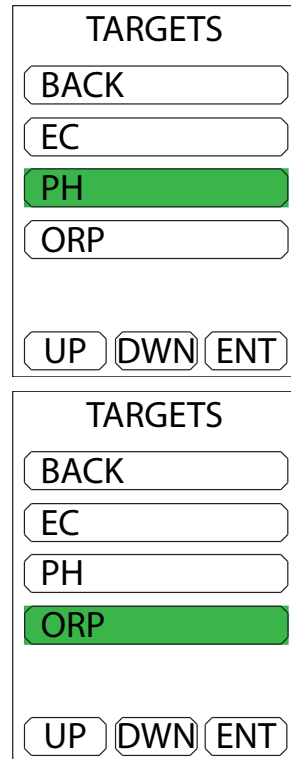 TARGETS
BACK
EC
PH
ORP
UP DWN ENT
TARGETS
BACK
EC
PH
ORP
UP DWN ENT